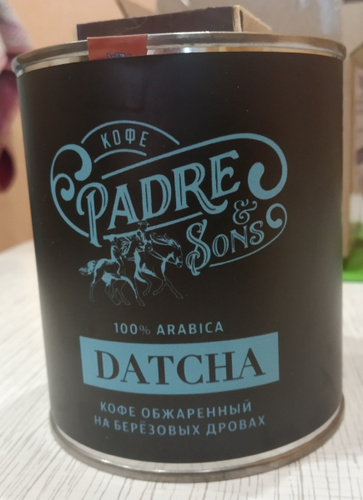 КОФЕ
PADRE
& SONS
100% ARABICA
DATCHA
КОФЕ ОБЖАРЕННЫЙ
НА БЕРЁЗОВЫХ ДРОВАХ